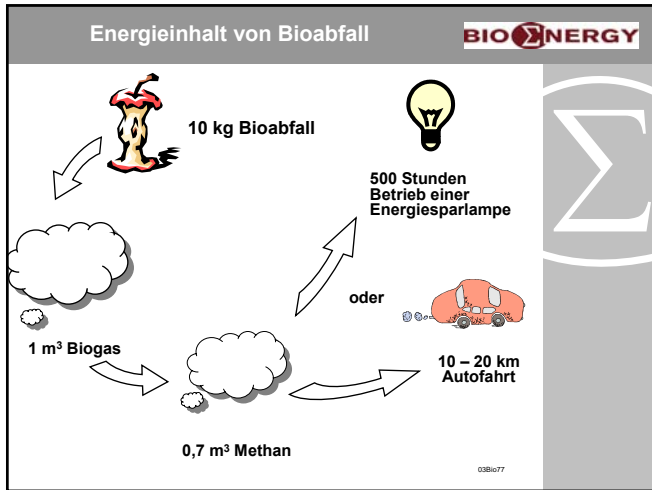 Energieinhalt von Bioabfall
BIOΣNERGY
10 kg Bioabfall
500 Stunden
Betrieb einer
Energiesparlampe
Σ
oder
1 m³ Biogas
10 – 20 km
Autofahrt
0,7 m³ Methan
03Bio77